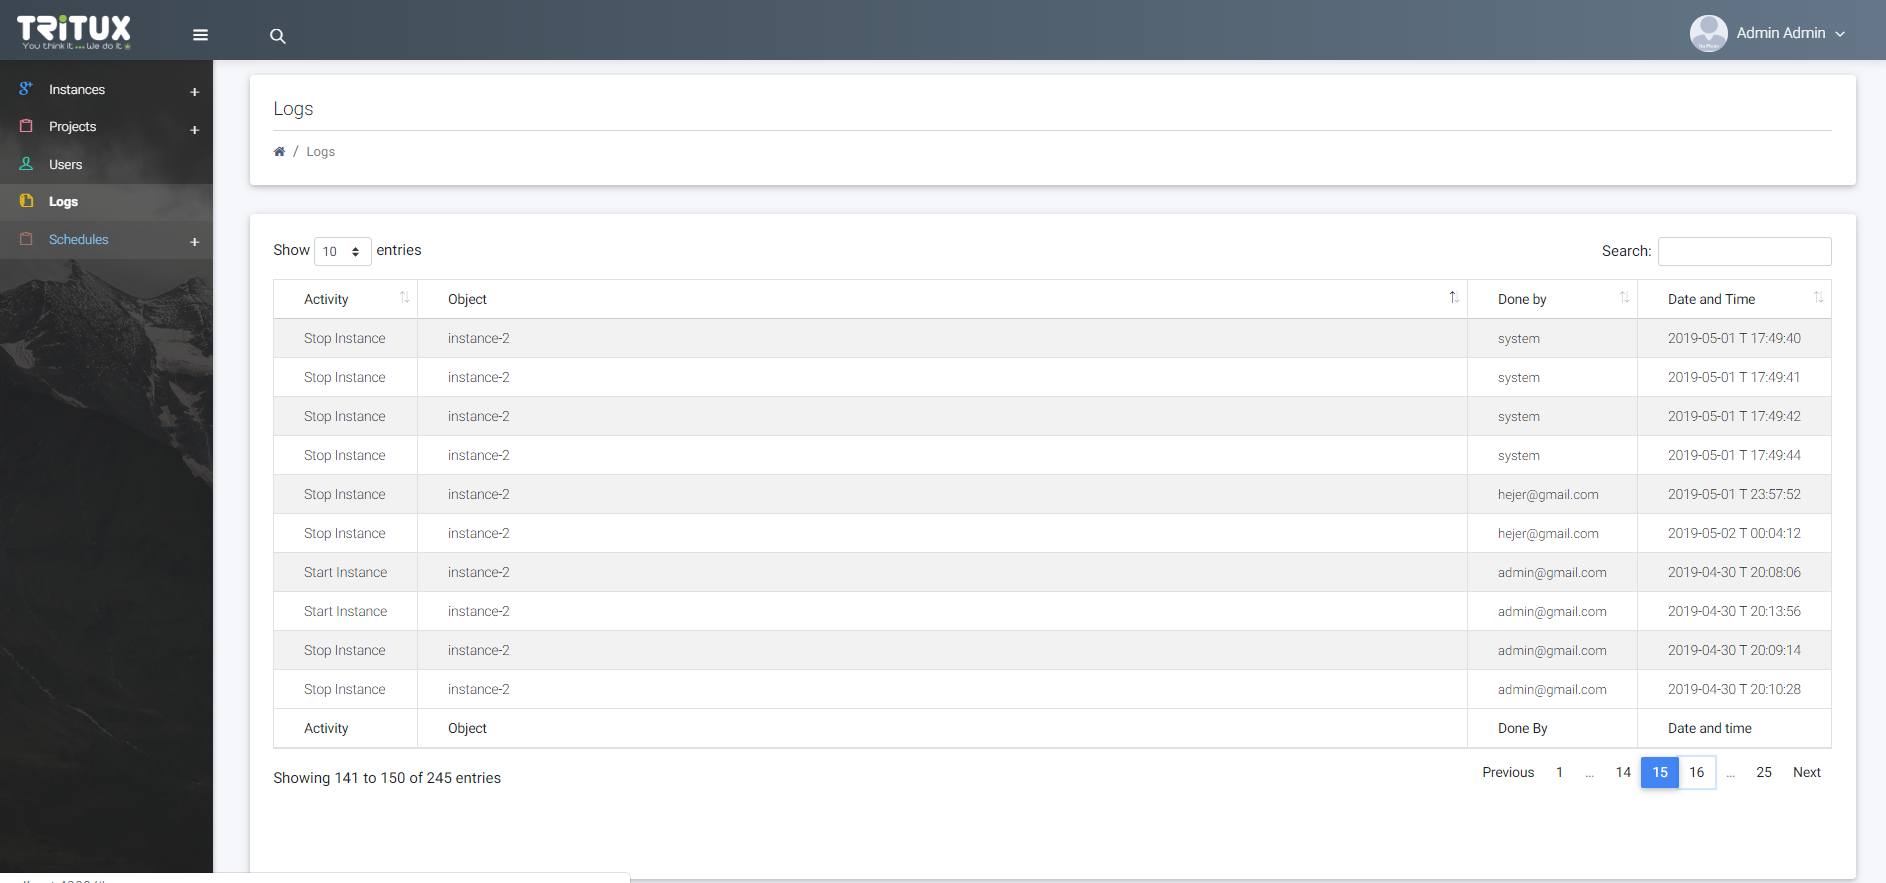 TRiTUX
You think it ... We do it
Admin Admin
Instances
Projects
Users
Logs
Schedules
Logs
/ Logs
Show 10 entries
Search:
Activity Object Done by Date and Time
Stop Instance instance-2 system 2019-05-01 T 17:49:40
Stop Instance instance-2 system 2019-05-01 T 17:49:41
Stop Instance instance-2 system 2019-05-01 T 17:49:42
Stop Instance instance-2 system 2019-05-01 T 17:49:44
Stop Instance instance-2 hejer@gmail.com 2019-05-01 T 23:57:52
Stop Instance instance-2 hejer@gmail.com 2019-05-02 T 00:04:12
Start Instance instance-2 admin@gmail.com 2019-04-30 T 20:08:06
Start Instance instance-2 admin@gmail.com 2019-04-30 T 20:13:56
Stop Instance instance-2 admin@gmail.com 2019-04-30 T 20:09:14
Stop Instance instance-2 admin@gmail.com 2019-04-30 T 20:10:28
Activity Object Done By Date and time
Showing 141 to 150 of 245 entries
Previous 1 ... 14 15 16 ... 25 Next